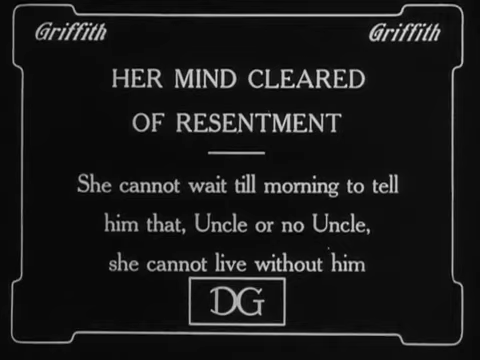 Griffith Griffith
HER MIND CLEARED
OF RESENTMENT
She cannot wait till morning to tell
him that, Uncle or no Uncle,
she cannot live without him
DG